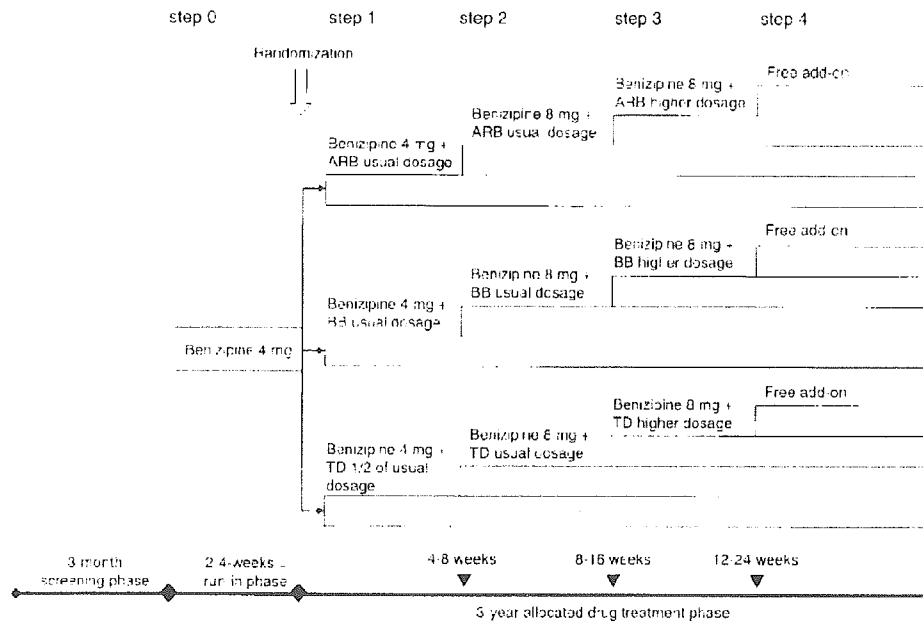 step 0
step 1
step 2
step 3
step 4
Randomization
Benizipine 4 mg +
ARB usual dosage
Benizipine 8 mg +
ARB usual dosage
Benizipine 8 mg +
ARB higher dosage
Free add-on
Benizipine 4 mg +
BB usual dosage
Benizipine 8 mg +
BB usual dosage
Benizipine 8 mg +
BB higher dosage
Free add-on
Benizipine 4 mg
Benizipine 4 mg +
TD 1/2 of usual
dosage
Benizipine 8 mg +
TD usual dosage
Benizipine 8 mg +
TD higher dosage
Free add-on
3 month
screening phase
2-4-weeks
run in phase
4-8 weeks
8-16 weeks
12-24 weeks
3-year allocated drug treatment phase